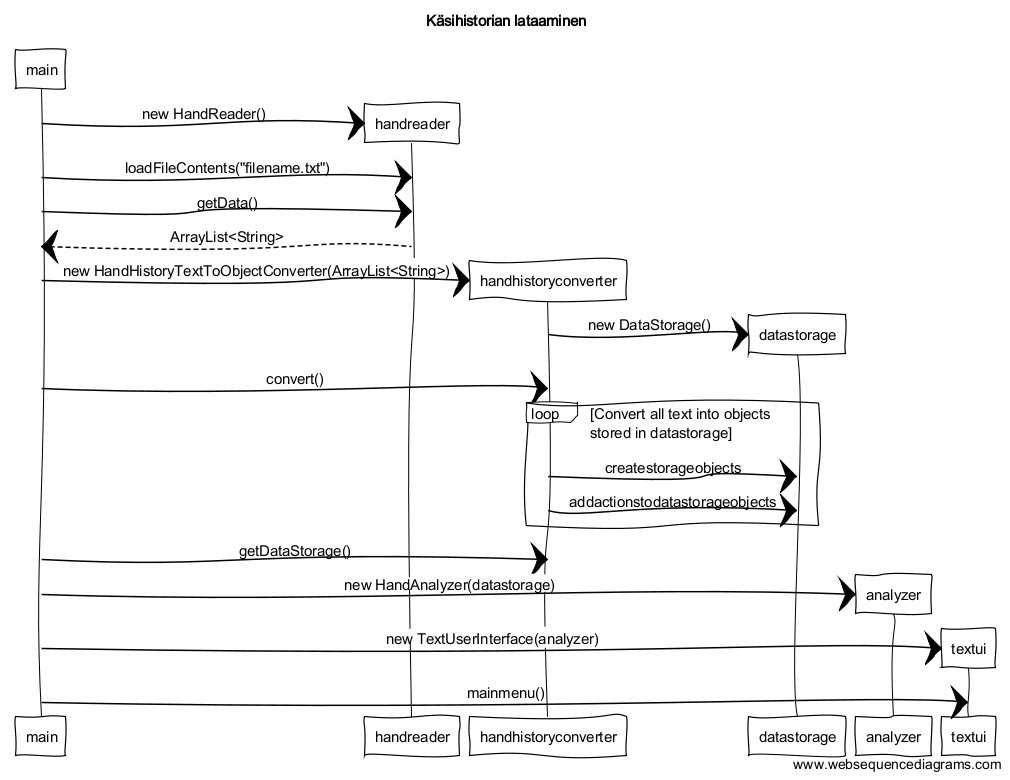 Käsihistorian lataaminen
main
new HandReader()
handreader
loadFileContents("filename.txt")
getData()
ArrayList<String>
new HandHistoryTextToObjectConverter(ArrayList<String>)
handhistoryconverter
new DataStorage()
datastorage
convert()
loop
[Convert all text into objects
stored in datastorage]
createstorageobjects
addactionstodatastorageobjects
getDataStorage()
new HandAnalyzer(datastorage)
analyzer
new TextUserInterface(analyzer)
textui
mainmenu()
main
handreader
handhistoryconverter
datastorage
analyzer
textui
www.websequencediagrams.com